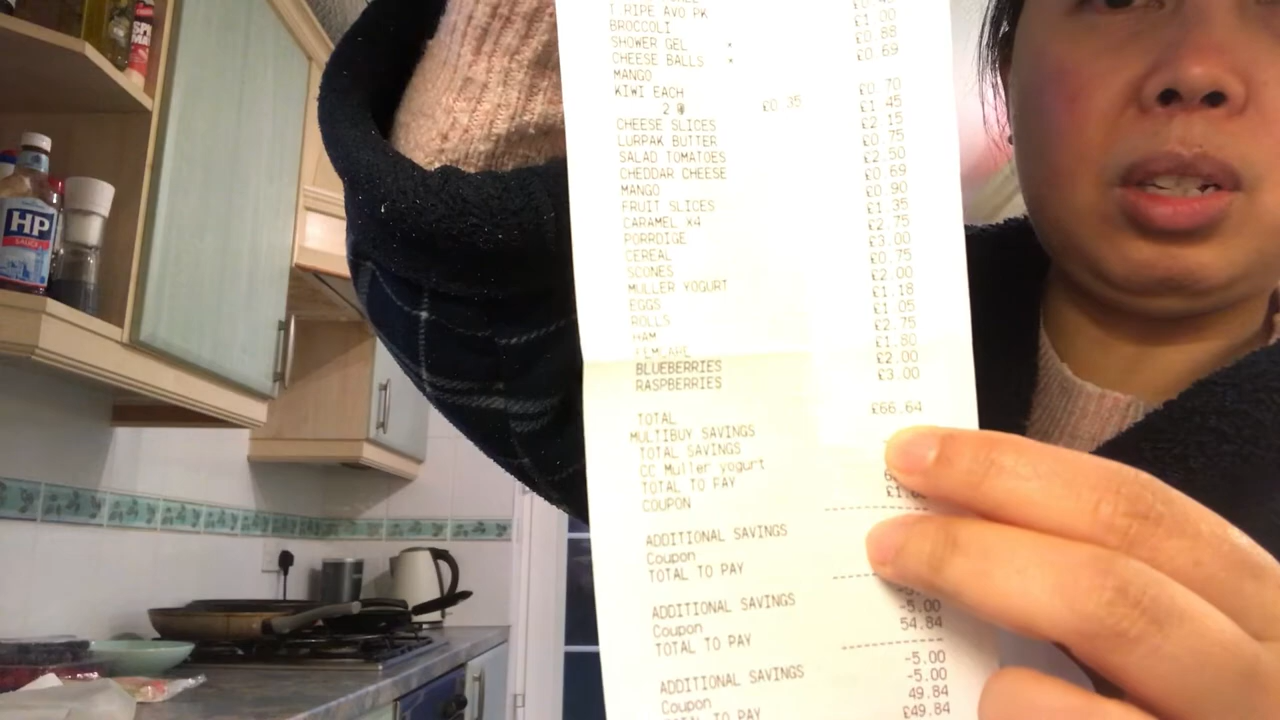 HP
SAUCE
T RIPE AVO PK
BROCCOLI £1.00
SHOWER GEL * £0.88
CHEESE BALLS * £0.69
MANGO
KIWI EACH £0.70
2 @ £0.35 £1.45
CHEESE SLICES £2.15
LURPAK BUTTER £0.75
SALAD TOMATOES £2.50
CHEDDAR CHEESE £0.69
MANGO £0.90
FRUIT SLICES £1.35
CARAMEL X4 £2.75
PORRDIGE £3.00
CEREAL £0.75
SCONES £2.00
MULLER YOGURT £1.18
EGGS £1.05
ROLLS £2.75
HAM £1.80
BLUEBERRIES £2.00
RASPBERRIES £3.00
TOTAL £66.64
MULTIBUY SAVINGS
TOTAL SAVINGS
CC Muller yogurt
TOTAL TO PAY
COUPON
ADDITIONAL SAVINGS
Coupon
TOTAL TO PAY
ADDITIONAL SAVINGS
Coupon -5.00
TOTAL TO PAY 54.84
ADDITIONAL SAVINGS -5.00
Coupon -5.00
TOTAL TO PAY 49.84
£49.84